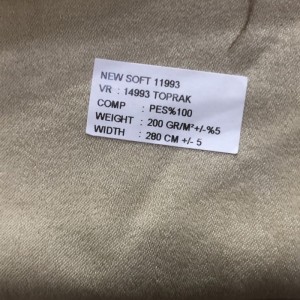 NEW SOFT 11993
VR : 14993 TOPRAK
COMP : PES%100
WEIGHT : 200 GR/M²+/-%5
WIDTH : 280 CM +/- 5